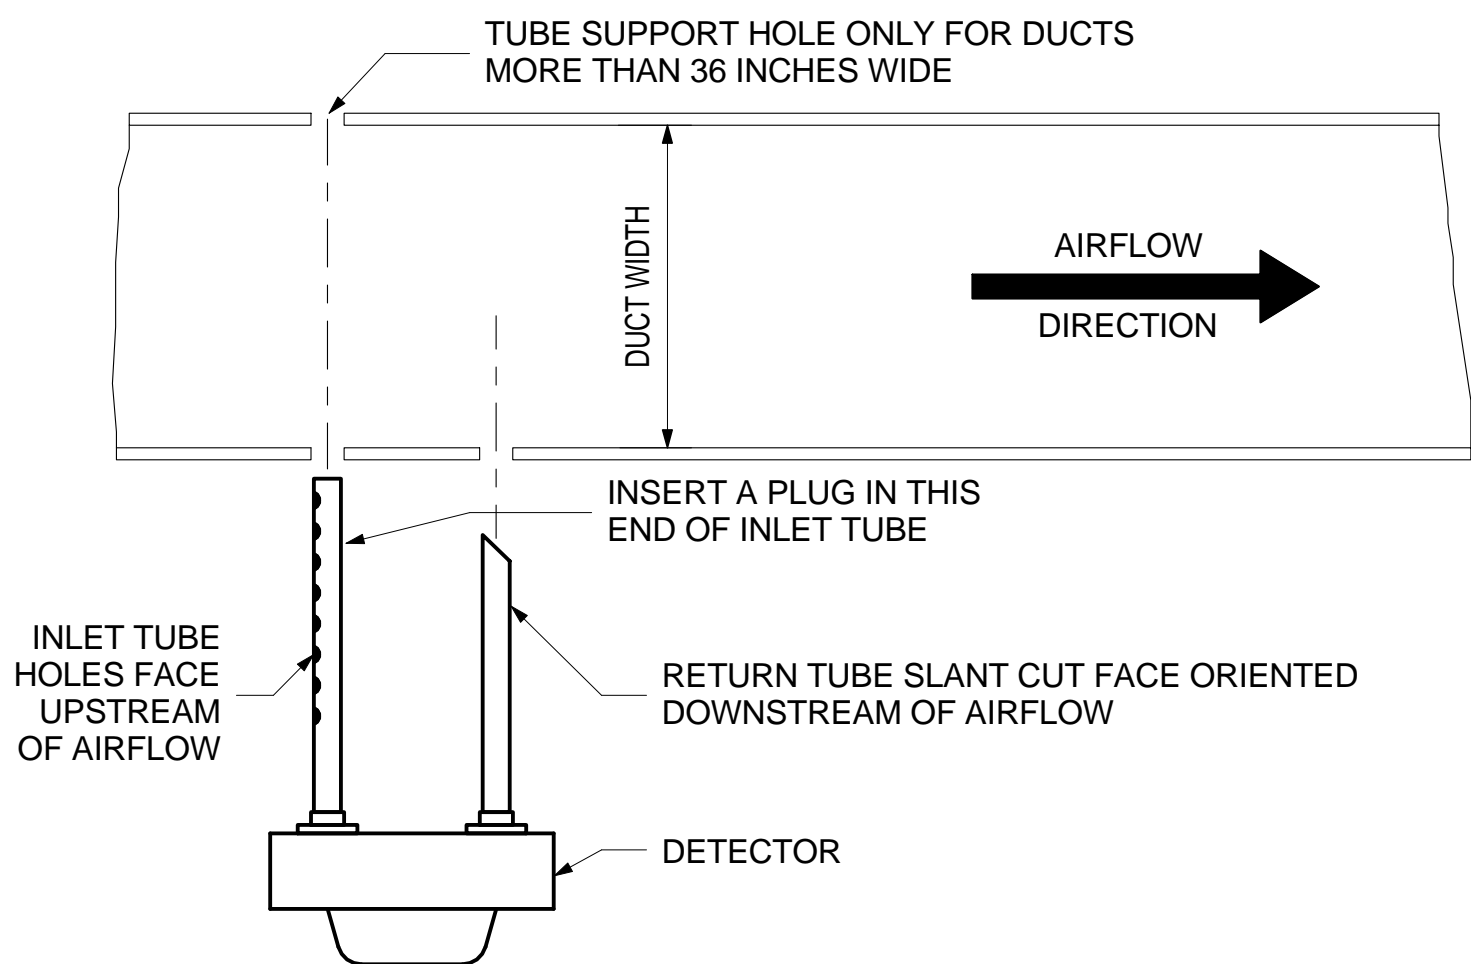 TUBE SUPPORT HOLE ONLY FOR DUCTS
MORE THAN 36 INCHES WIDE
DUCT WIDTH
AIRFLOW
DIRECTION
INSERT A PLUG IN THIS
END OF INLET TUBE
INLET TUBE
HOLES FACE
UPSTREAM
OF AIRFLOW
RETURN TUBE SLANT CUT FACE ORIENTED
DOWNSTREAM OF AIRFLOW
DETECTOR